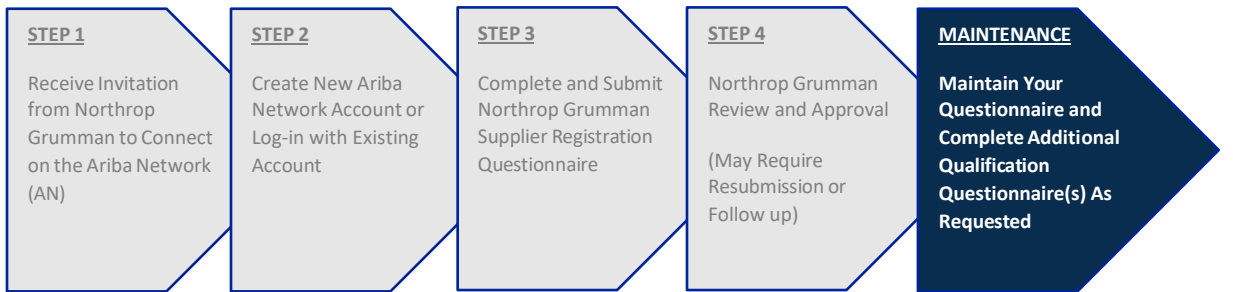 STEP 1
Receive Invitation
from Northrop
Grumman to Connect
on the Ariba Network
(AN)
STEP 2
Create New Ariba
Network Account or
Log-in with Existing
Account
STEP 3
Complete and Submit
Northrop Grumman
Supplier Registration
Questionnaire
STEP 4
Northrop Grumman
Review and Approval
(May Require
Resubmission or
Follow up)
MAINTENANCE
Maintain Your
Questionnaire and
Complete Additional
Qualification
Questionnaire(s) As
Requested